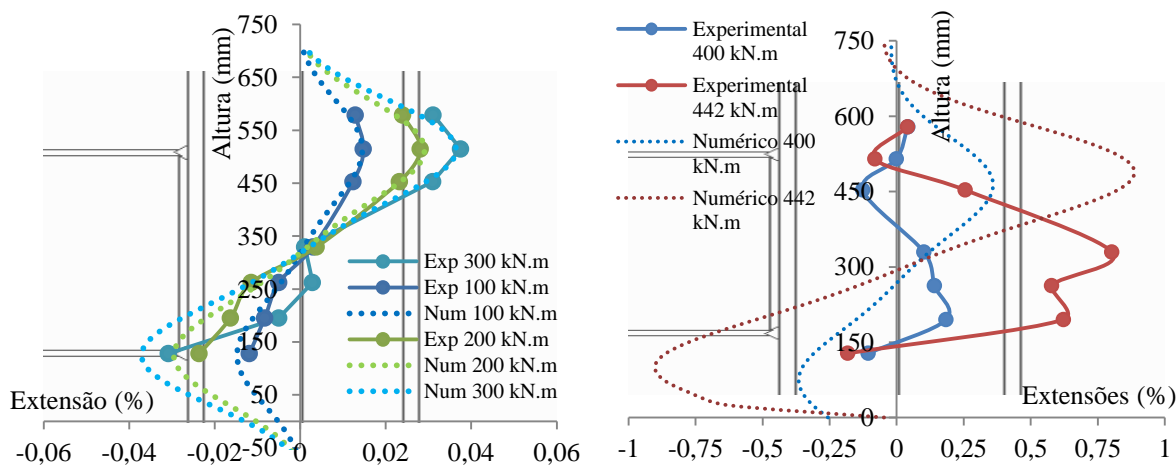 750
650
550
450
350
250
150
50
-50
Altura (mm)
Exp 300 kN.m
Exp 100 kN.m
Num 100 kN.m
Exp 200 kN.m
Num 200 kN.m
Num 300 kN.m
Extensão (%)
-0,06
-0,04
-0,02
0
0,02
0,04
0,06
Experimental
400 kN.m
Experimental
442 kN.m
Numérico 400
kN.m
Numérico 442
kN.m
750
600
450
300
150
0
Altura (mm)
Extensões (%)
-1
-0,75
-0,5
-0,25
0
0,25
0,5
0,75
1